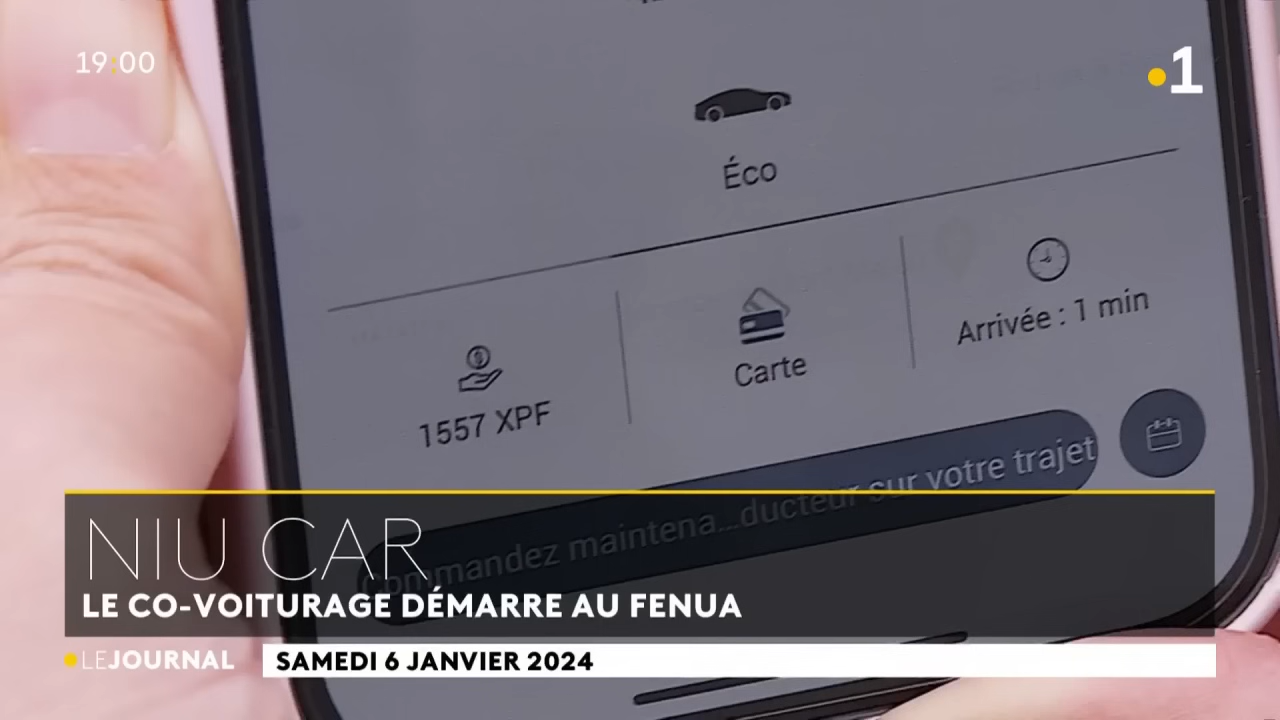 19:00
1
Éco
1557 XPF
Carte
Arrivée : 1 min
Commandez maintena...ducteur sur votre trajet
NIU CAR
LE CO-VOITURAGE DÉMARRE AU FENUA
LEJOURNAL
SAMEDI 6 JANVIER 2024